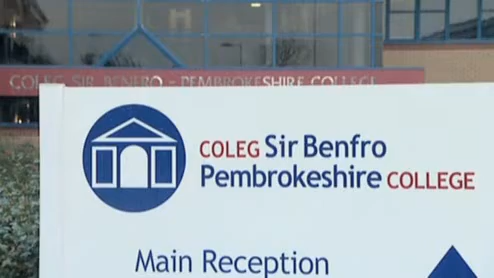 COLEG SIR BENFRO - PEMBROKESHIRE COLLEGE
COLEG Sir Benfro
Pembrokeshire COLLEGE
Main Reception